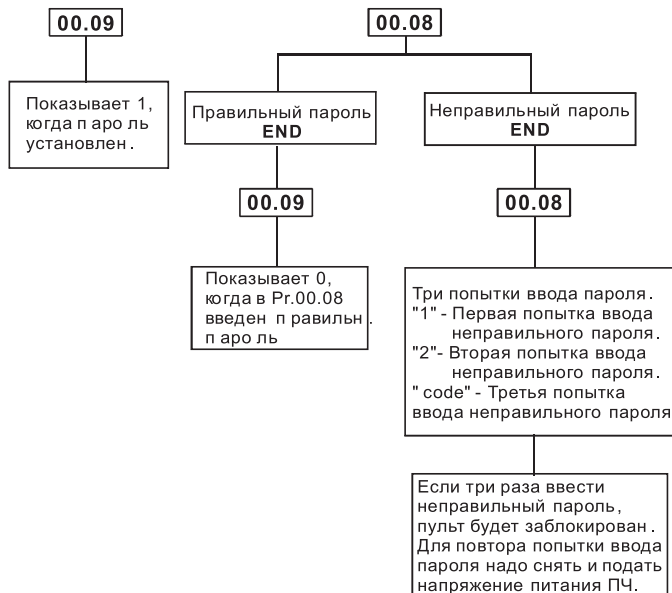 00.09
Показывает 1,
когда п аро ль
установлен.
00.08
Правильный пароль
END
00.09
Показывает 0,
когда в Pr.00.08
введен п равильн.
п аро ль
Неправильный пароль
END
00.08
Три попытки ввода пароля.
"1" - Первая попытка ввода
неправильного пароля.
"2"- Вторая попытка ввода
неправильного пароля.
" code" - Третья попытка
ввода неправильного пароля
Если три раза ввести
неправильный пароль,
пульт будет заблокирован.
Для повтора попытки ввода
пароля надо снять и подать
напряжение питания ПЧ.